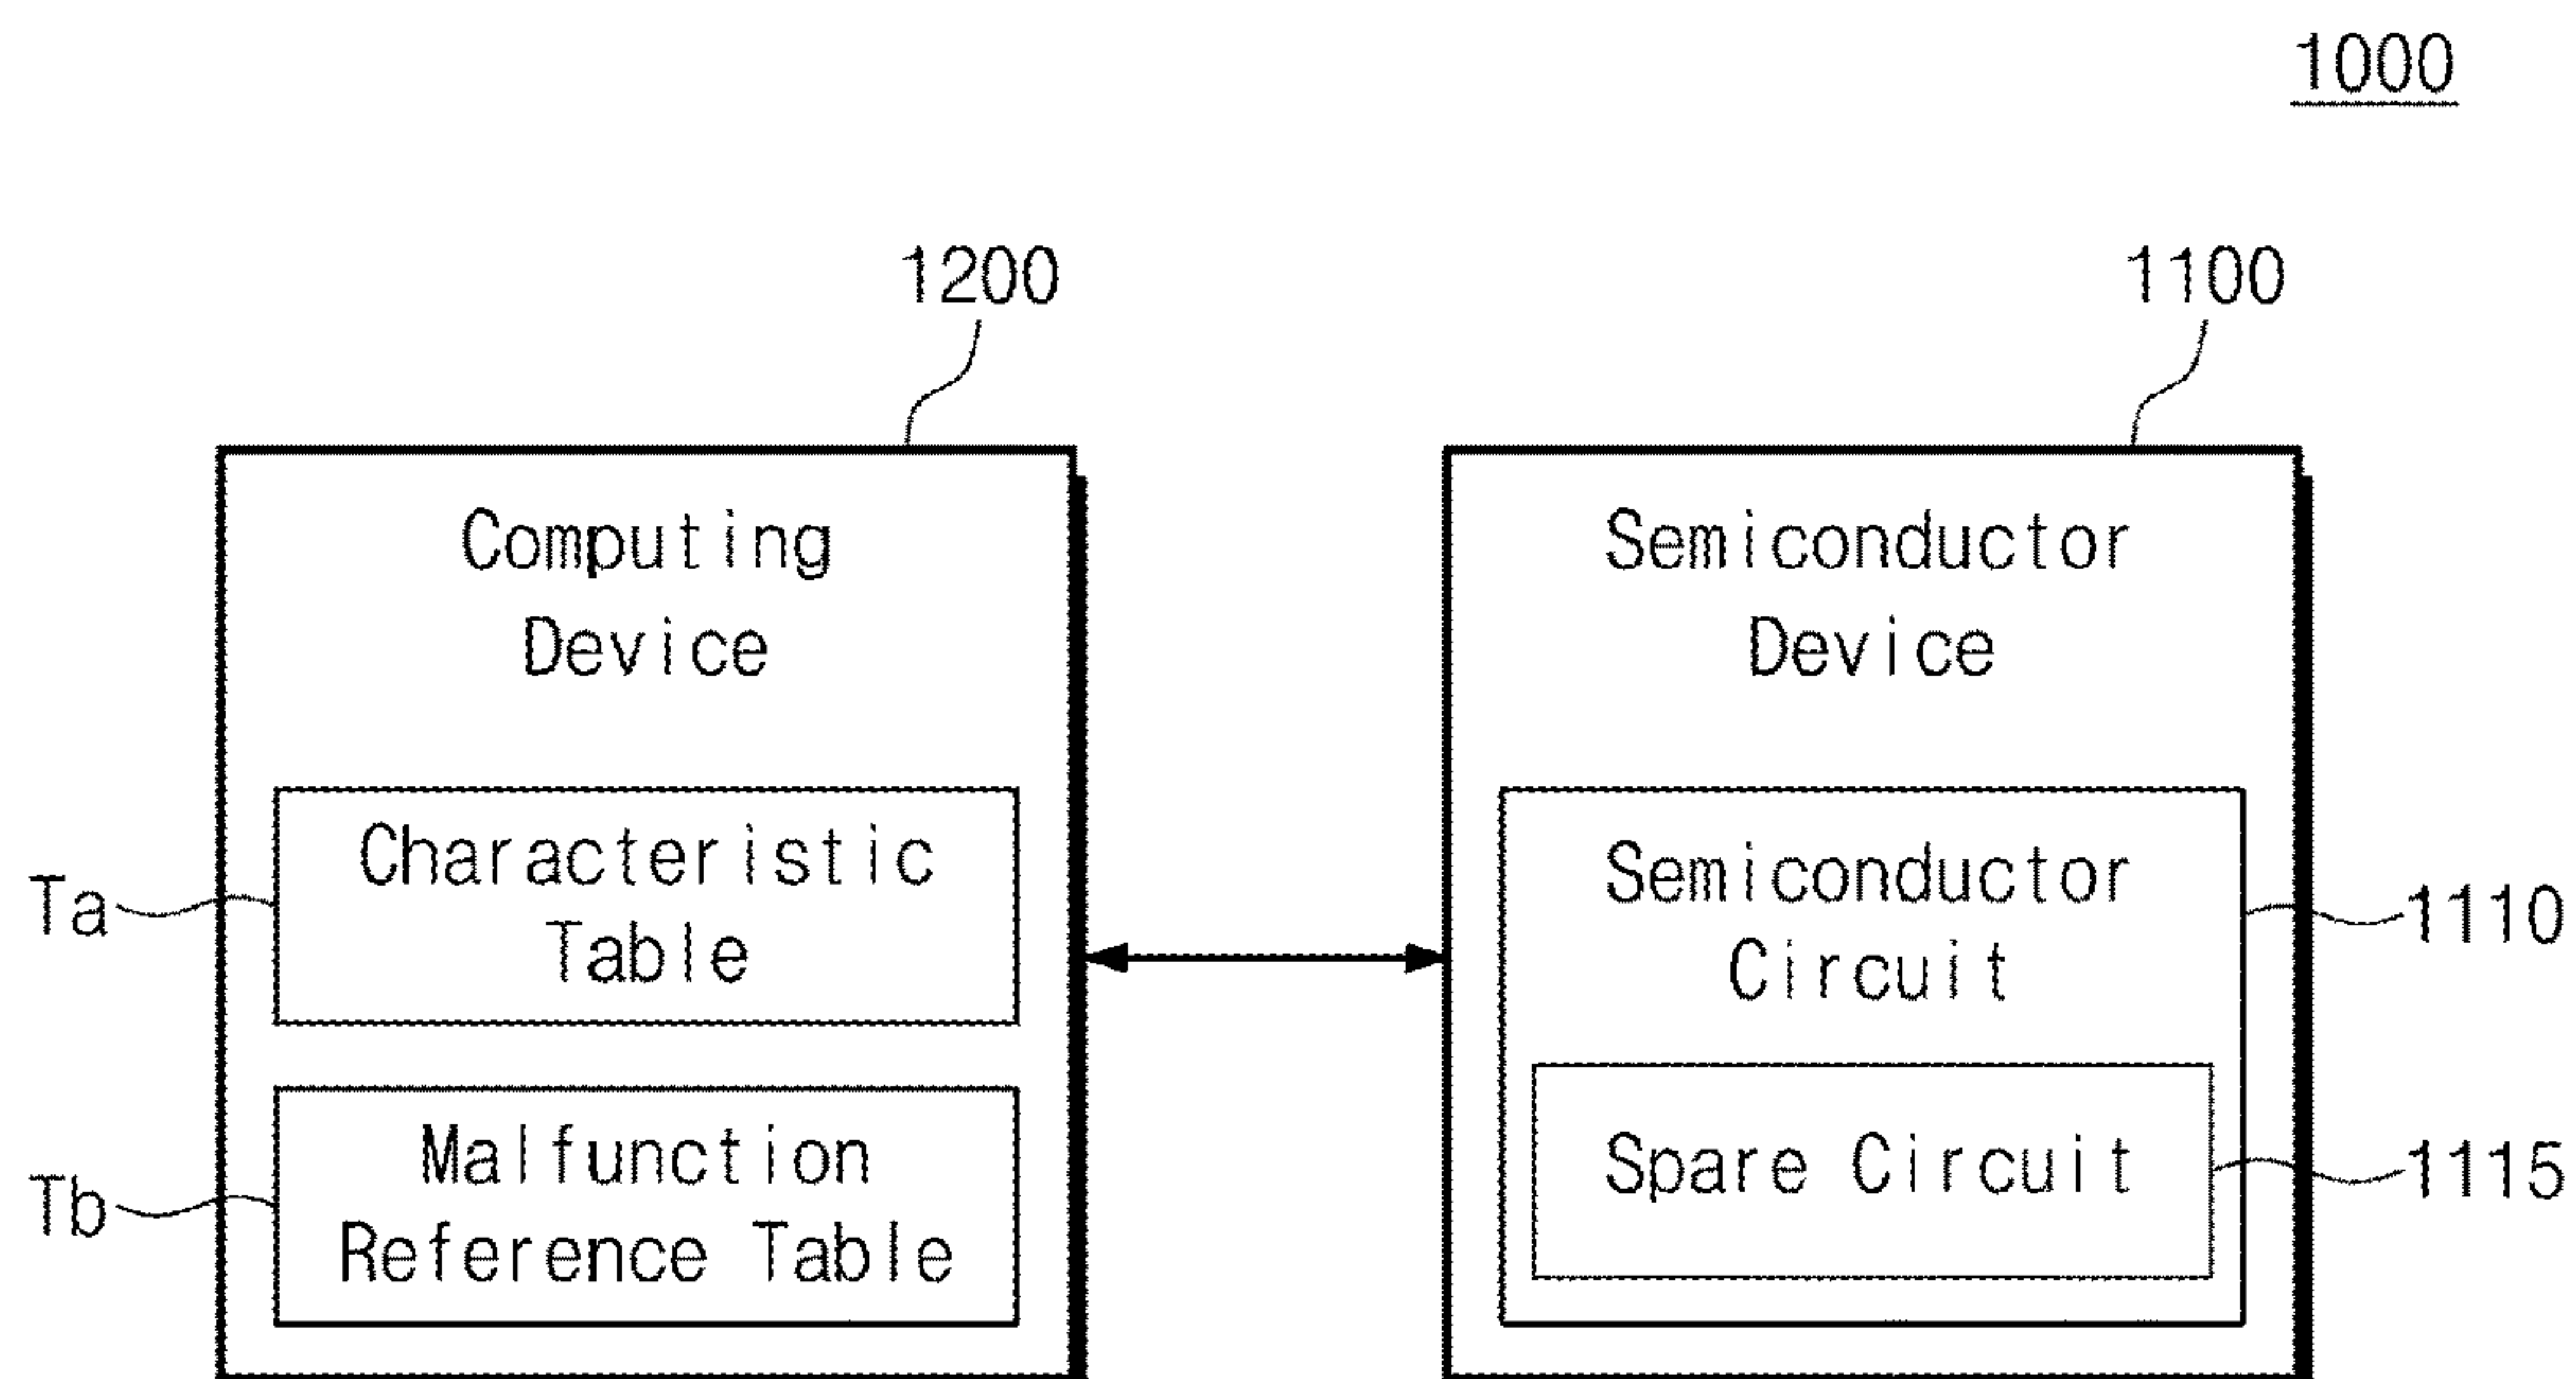 1000
1200
1100
Computing
Device
Semiconductor
Device
Ta
Characteristic
Table
Tb
Malfunction
Reference Table
Semiconductor
Circuit
1110
Spare Circuit
1115